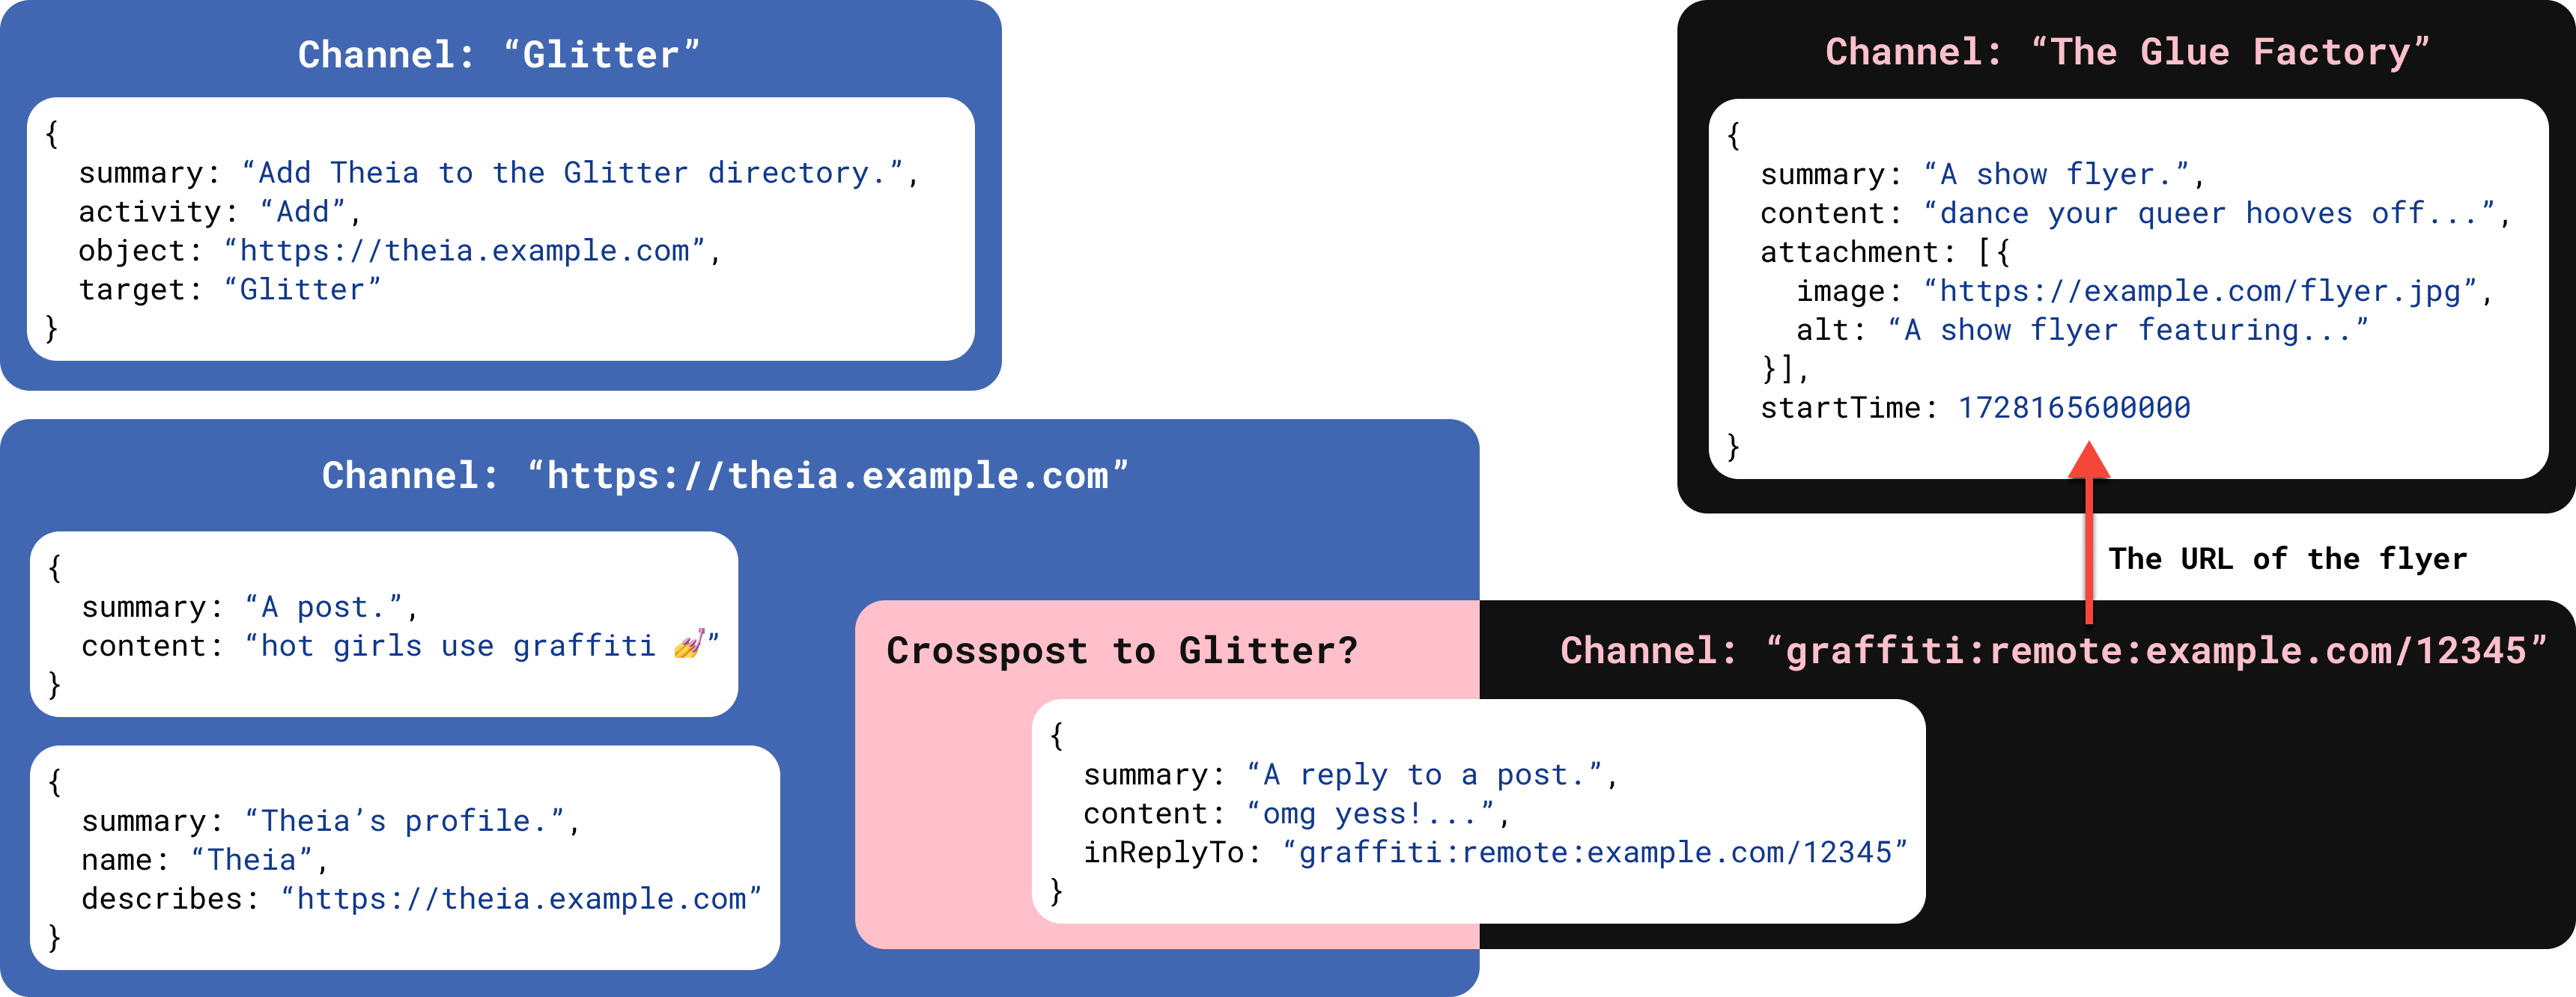 Channel: “Glitter”
{
  summary: “Add Theia to the Glitter directory.”,
  activity: “Add”,
  object: “https://theia.example.com”,
  target: “Glitter”
}
Channel: “The Glue Factory”
{
  summary: “A show flyer.”,
  content: “dance your queer hooves off...”,
  attachment: [{
    image: “https://example.com/flyer.jpg”,
    alt: “A show flyer featuring...”
  }],
  startTime: 1728165600000
}
The URL of the flyer
Channel: “https://theia.example.com”
{
  summary: “A post.”,
  content: “hot girls use graffiti 💅”
}
{
  summary: “Theia’s profile.”,
  name: “Theia”,
  describes: “https://theia.example.com”
}
Crosspost to Glitter?
Channel: “graffiti:remote:example.com/12345”
{
  summary: “A reply to a post.”,
  content: “omg yess!...”,
  inReplyTo: “graffiti:remote:example.com/12345”
}